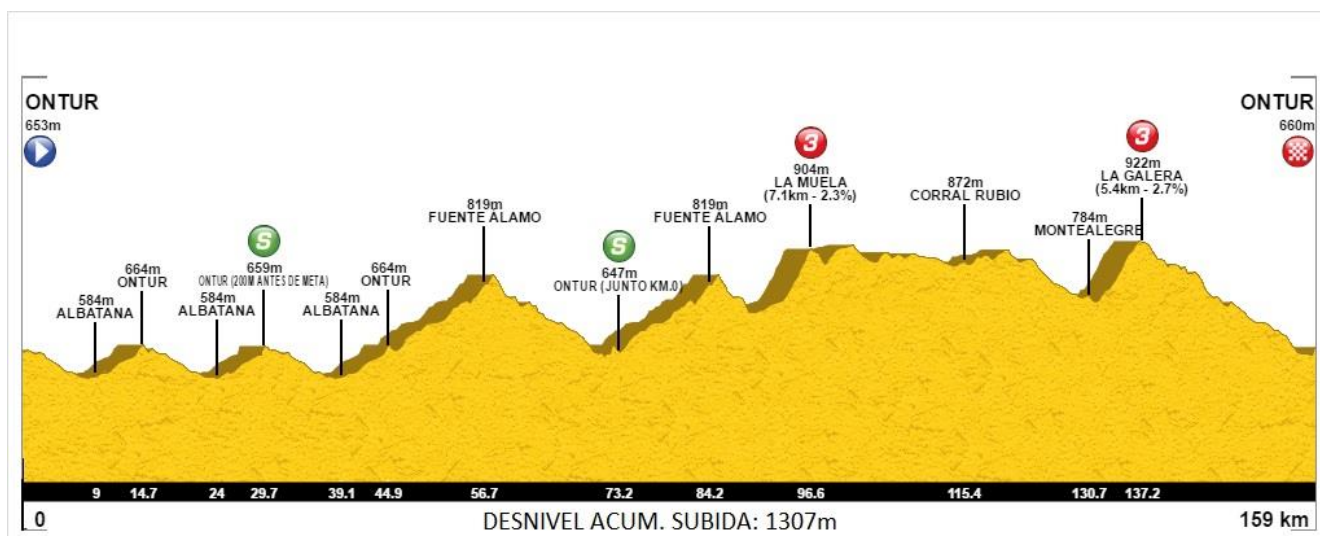 ONTUR
653m
584m
ALBATANA
664m
ONTUR
584m
ALBATANA
S
659m
ONTUR (200M ANTES DE META)
584m
ALBATANA
664m
ONTUR
819m
FUENTE ALAMO
S
647m
ONTUR (JUNTO KM.0)
819m
FUENTE ALAMO
3
904m
LA MUELA
(7.1km - 2.3%)
872m
CORRAL RUBIO
784m
MONTEALEGRE
3
922m
LA GALERA
(5.4km - 2.7%)
ONTUR
660m
9 14.7 24 29.7 39.1 44.9 56.7 73.2 84.2 96.6 115.4 130.7 137.2
0 DESNIVEL ACUM. SUBIDA: 1307m 159 km